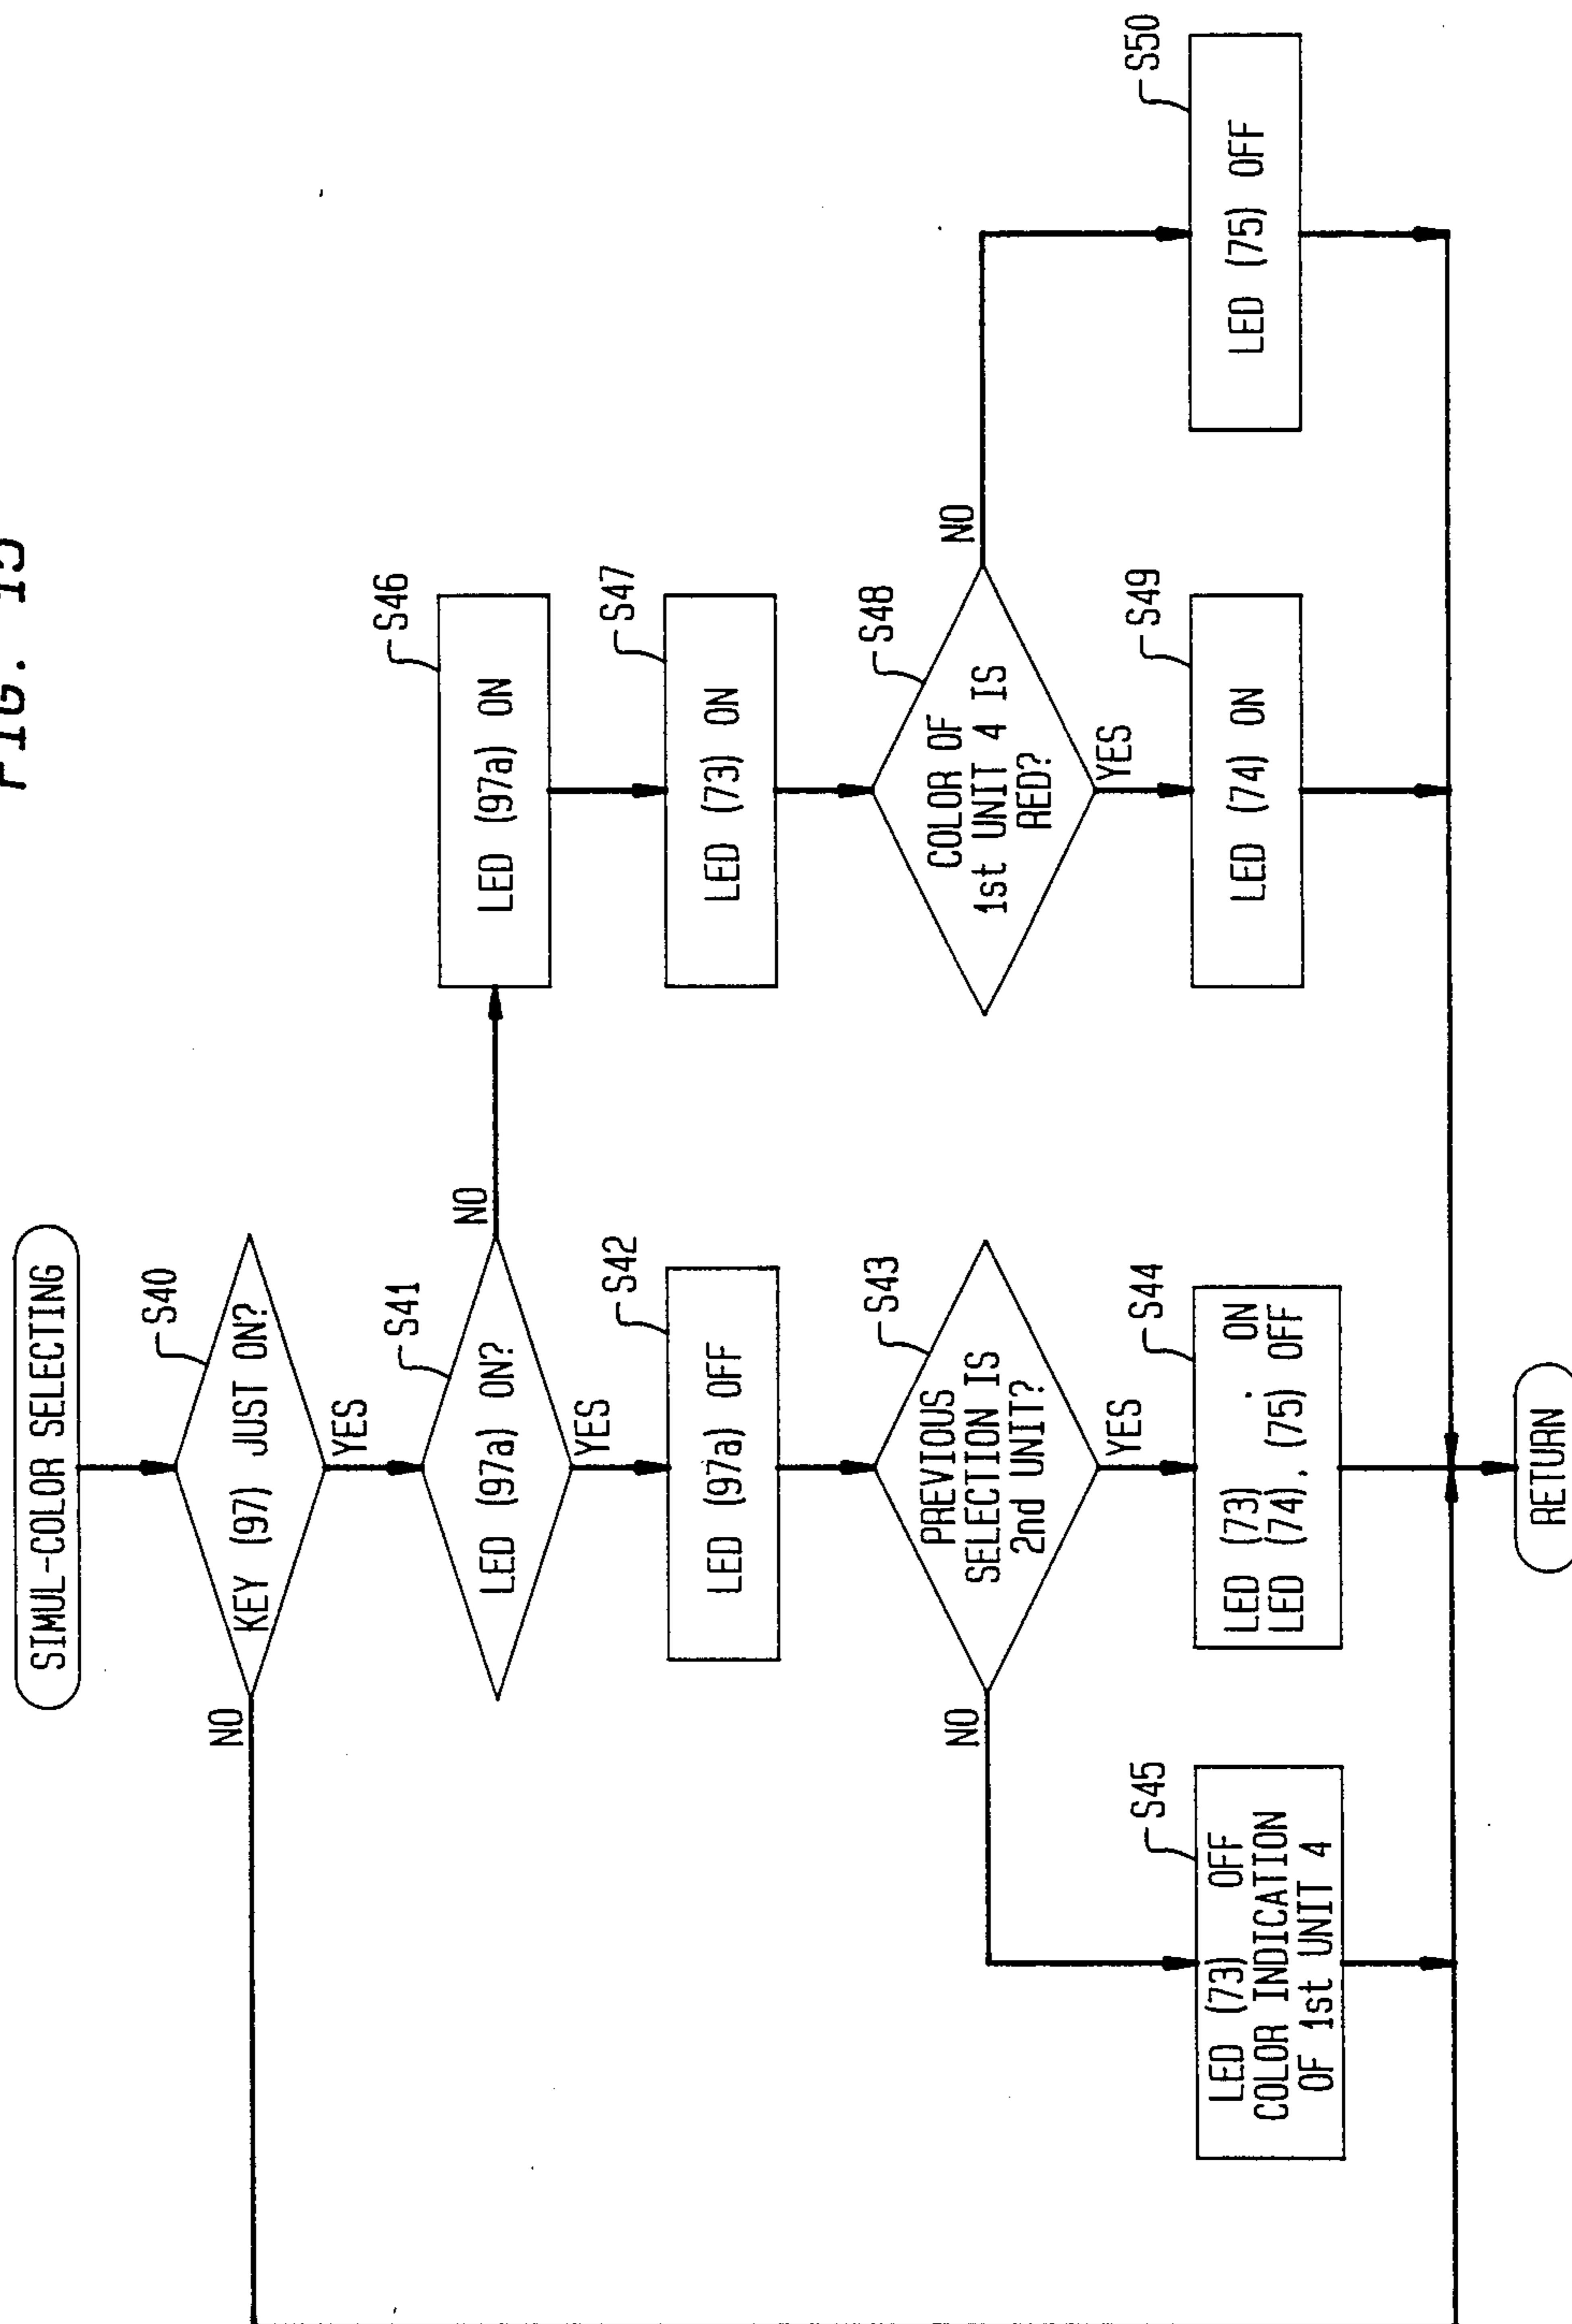 SIMUL-COLOR SELECTING
S40
KEY (97) JUST ON?
NO
YES
S41
LED (97a) ON?
NO
YES
S42
LED (97a) OFF
S43
PREVIOUS
SELECTION IS
2nd UNIT?
NO
YES
S44
LED (73) ON
LED (74), (75) OFF
S45
LED (73) OFF
COLOR INDICATION
OF 1st UNIT 4
S46
LED (97a) ON
S47
LED (73) ON
S48
COLOR OF
1st UNIT 4 IS
RED?
NO
YES
S49
LED (74) ON
S50
LED (75) OFF
RETURN